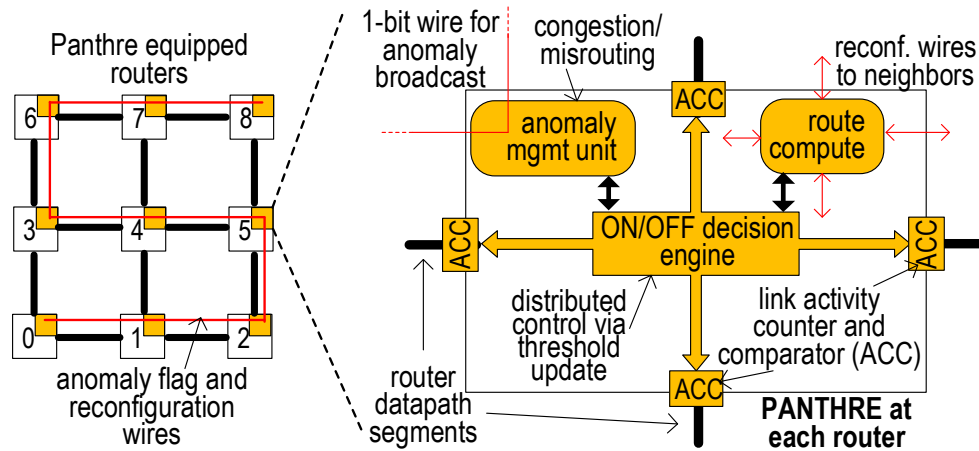 Panthre equipped
routers
6
7
8
3
4
5
0
1
2
anomaly flag and
reconfiguration
wires
1-bit wire for
anomaly
broadcast
congestion/
misrouting
reconf. wires
to neighbors
ACC
anomaly
mgmt unit
route
compute
ACC
ON/OFF decision
engine
ACC
distributed
control via
threshold
update
link activity
counter and
comparator (ACC)
router
datapath
segments
ACC
PANTHRE at
each router